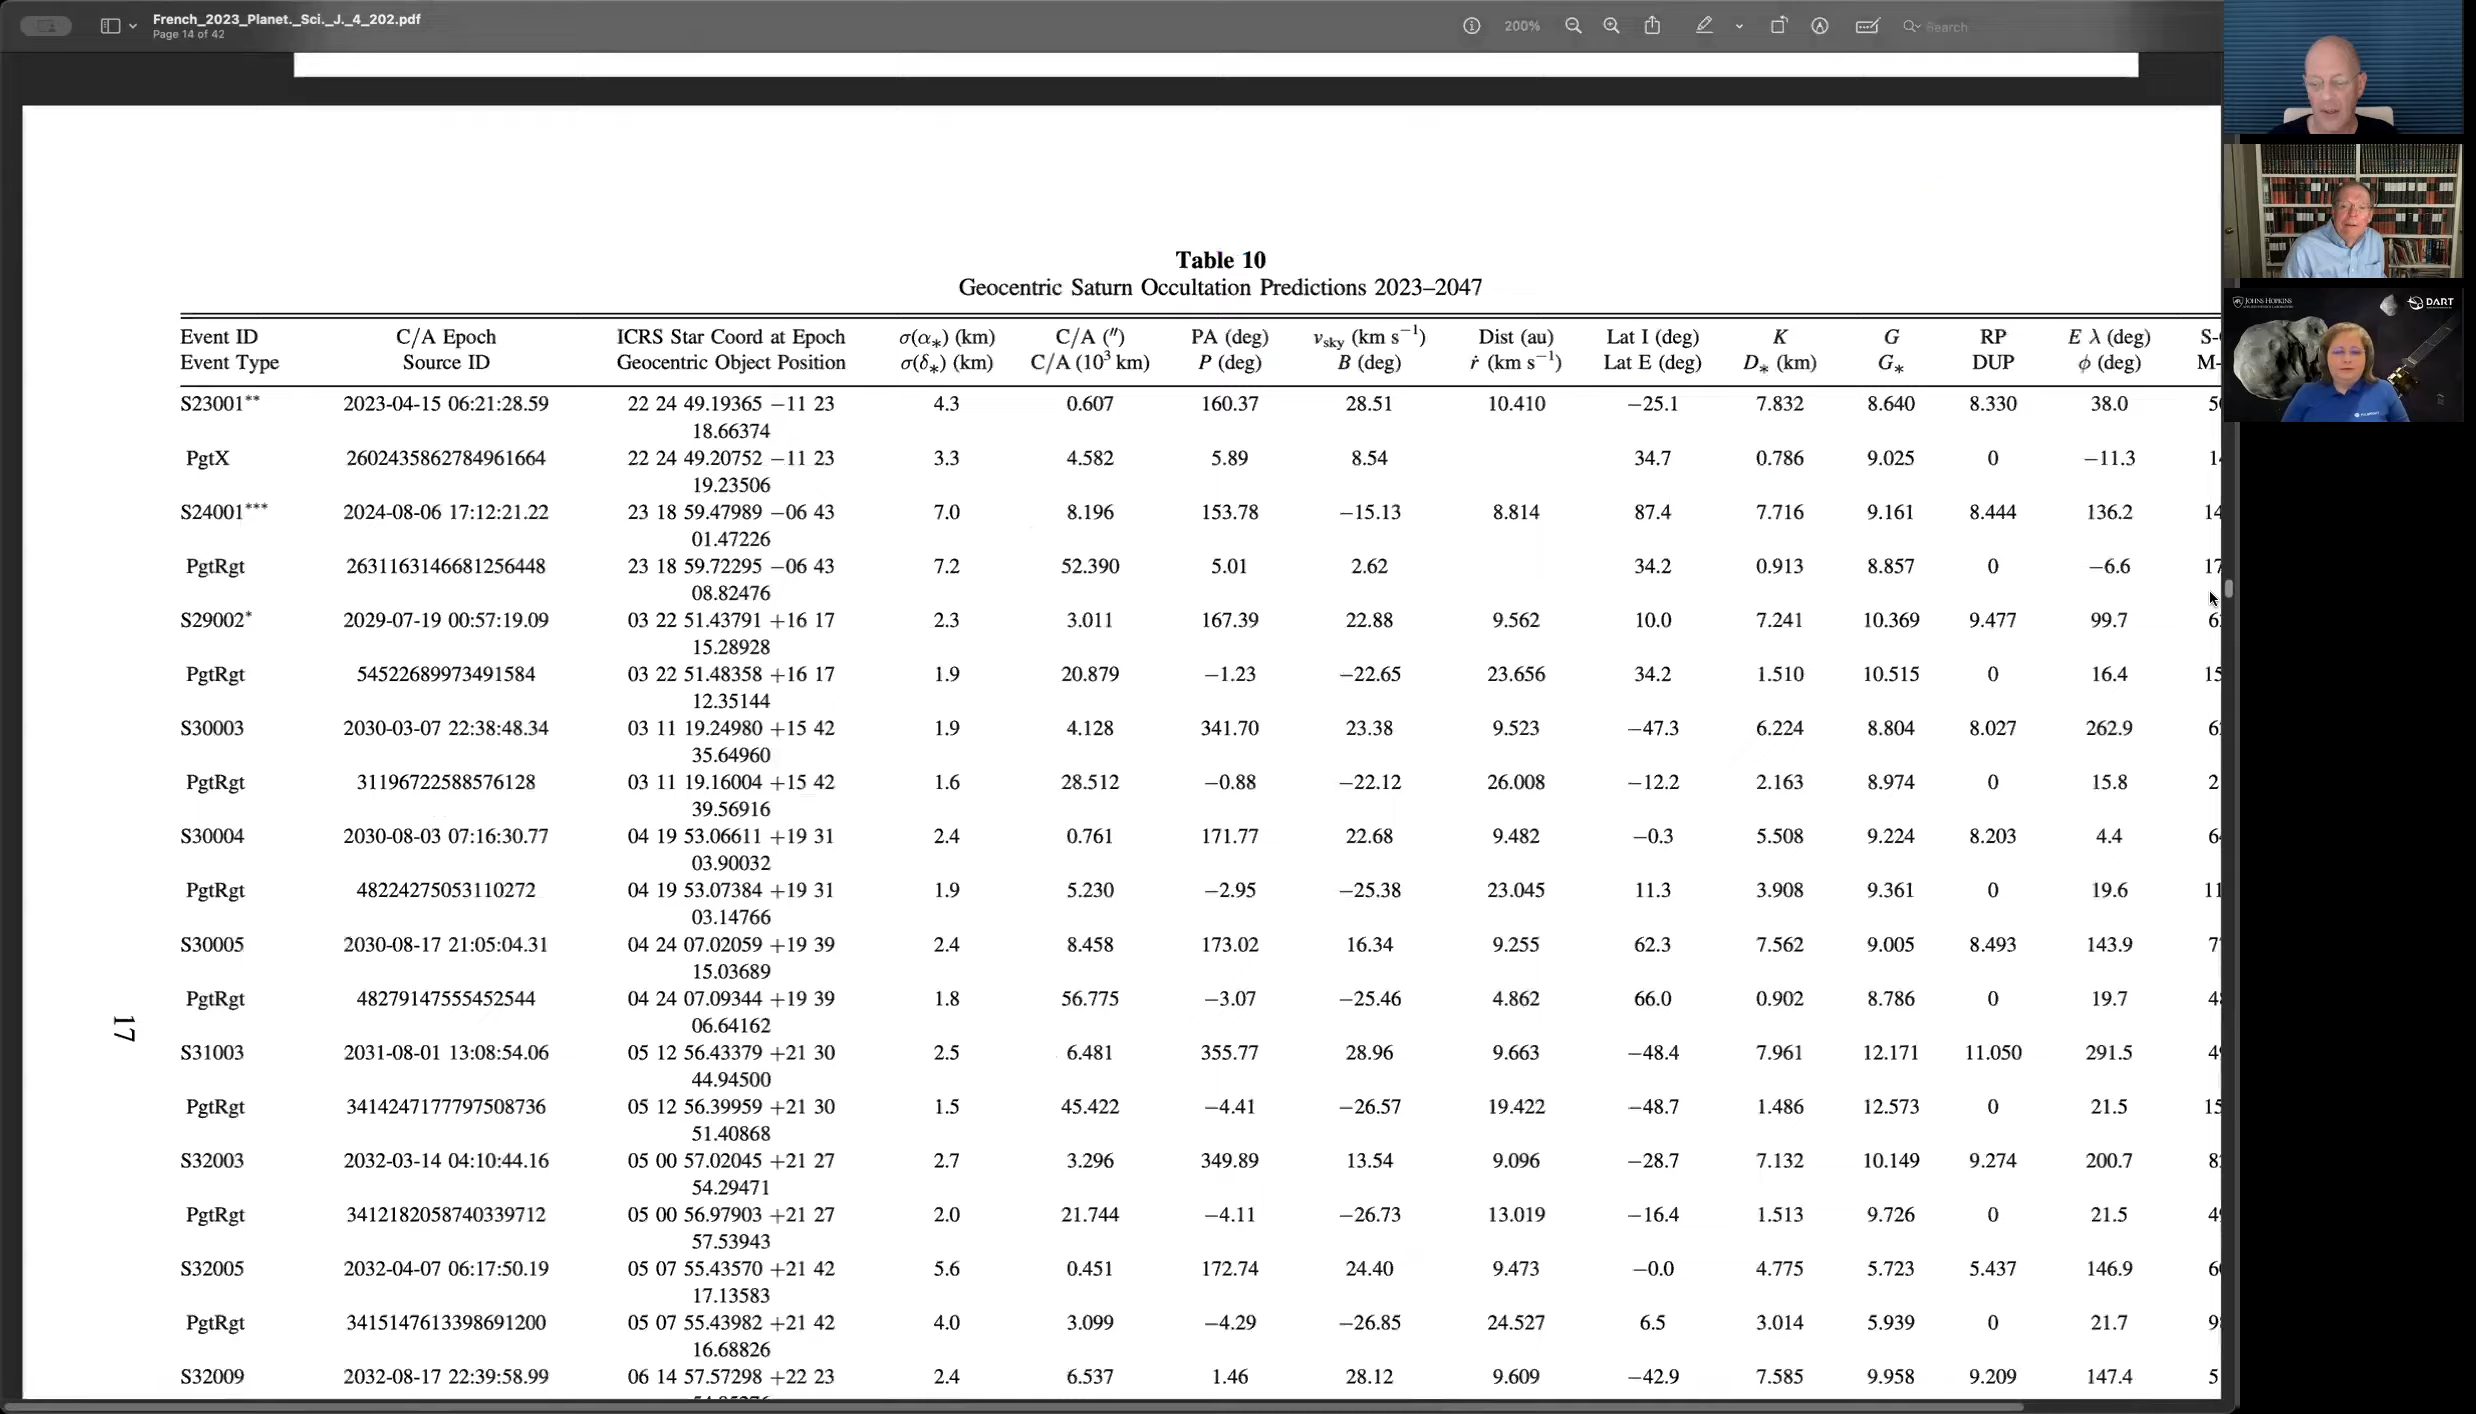 French_2023_Planet._Sci._J._4_202.pdf
Page 14 of 42
200%
Search
JOHNS HOPKINS
DART
Table 10
Geocentric Saturn Occultation Predictions 2023–2047
Event ID C/A Epoch ICRS Star Coord at Epoch σ(α*) (km) C/A (″) PA (deg) vsky (km s−1) Dist (au) Lat I (deg) K G RP E λ (deg) S-
Event Type Source ID Geocentric Object Position σ(δ*) (km) C/A (10³ km) P (deg) B (deg) ṙ (km s−1) Lat E (deg) D* (km) G* DUP ϕ (deg) M-
S23001** 2023-04-15 06:21:28.59 22 24 49.19365 −11 23 4.3 0.607 160.37 28.51 10.410 −25.1 7.832 8.640 8.330 38.0 5
18.66374
PgtX 2602435862784961664 22 24 49.20752 −11 23 3.3 4.582 5.89 8.54 34.7 0.786 9.025 0 −11.3 1
19.23506
S24001*** 2024-08-06 17:12:21.22 23 18 59.47989 −06 43 7.0 8.196 153.78 −15.13 8.814 87.4 7.716 9.161 8.444 136.2 14
01.47226
PgtRgt 2631163146681256448 23 18 59.72295 −06 43 7.2 52.390 5.01 2.62 34.2 0.913 8.857 0 −6.6 17
08.82476
S29002* 2029-07-19 00:57:19.09 03 22 51.43791 +16 17 2.3 3.011 167.39 22.88 9.562 10.0 7.241 10.369 9.477 99.7 6
15.28928
PgtRgt 54522689973491584 03 22 51.48358 +16 17 1.9 20.879 −1.23 −22.65 23.656 34.2 1.510 10.515 0 16.4 15
12.35144
S30003 2030-03-07 22:38:48.34 03 11 19.24980 +15 42 1.9 4.128 341.70 23.38 9.523 −47.3 6.224 8.804 8.027 262.9 6
35.64960
PgtRgt 31196722588576128 03 11 19.16004 +15 42 1.6 28.512 −0.88 −22.12 26.008 −12.2 2.163 8.974 0 15.8 2
39.56916
S30004 2030-08-03 07:16:30.77 04 19 53.06611 +19 31 2.4 0.761 171.77 22.68 9.482 −0.3 5.508 9.224 8.203 4.4 6
03.90032
PgtRgt 48224275053110272 04 19 53.07384 +19 31 1.9 5.230 −2.95 −25.38 23.045 11.3 3.908 9.361 0 19.6 11
03.14766
S30005 2030-08-17 21:05:04.31 04 24 07.02059 +19 39 2.4 8.458 173.02 16.34 9.255 62.3 7.562 9.005 8.493 143.9 7
15.03689
PgtRgt 48279147555452544 04 24 07.09344 +19 39 1.8 56.775 −3.07 −25.46 4.862 66.0 0.902 8.786 0 19.7 4
06.64162
17
S31003 2031-08-01 13:08:54.06 05 12 56.43379 +21 30 2.5 6.481 355.77 28.96 9.663 −48.4 7.961 12.171 11.050 291.5 4
44.94500
PgtRgt 3414247177797508736 05 12 56.39959 +21 30 1.5 45.422 −4.41 −26.57 19.422 −48.7 1.486 12.573 0 21.5 15
51.40868
S32003 2032-03-14 04:10:44.16 05 00 57.02045 +21 27 2.7 3.296 349.89 13.54 9.096 −28.7 7.132 10.149 9.274 200.7 8
54.29471
PgtRgt 3412182058740339712 05 00 56.97903 +21 27 2.0 21.744 −4.11 −26.73 13.019 −16.4 1.513 9.726 0 21.5 4
57.53943
S32005 2032-04-07 06:17:50.19 05 07 55.43570 +21 42 5.6 0.451 172.74 24.40 9.473 −0.0 4.775 5.723 5.437 146.9 6
17.13583
PgtRgt 3415147613398691200 05 07 55.43982 +21 42 4.0 3.099 −4.29 −26.85 24.527 6.5 3.014 5.939 0 21.7 9
16.68826
S32009 2032-08-17 22:39:58.99 06 14 57.57298 +22 23 2.4 6.537 1.46 28.12 9.609 −42.9 7.585 9.958 9.209 147.4 5